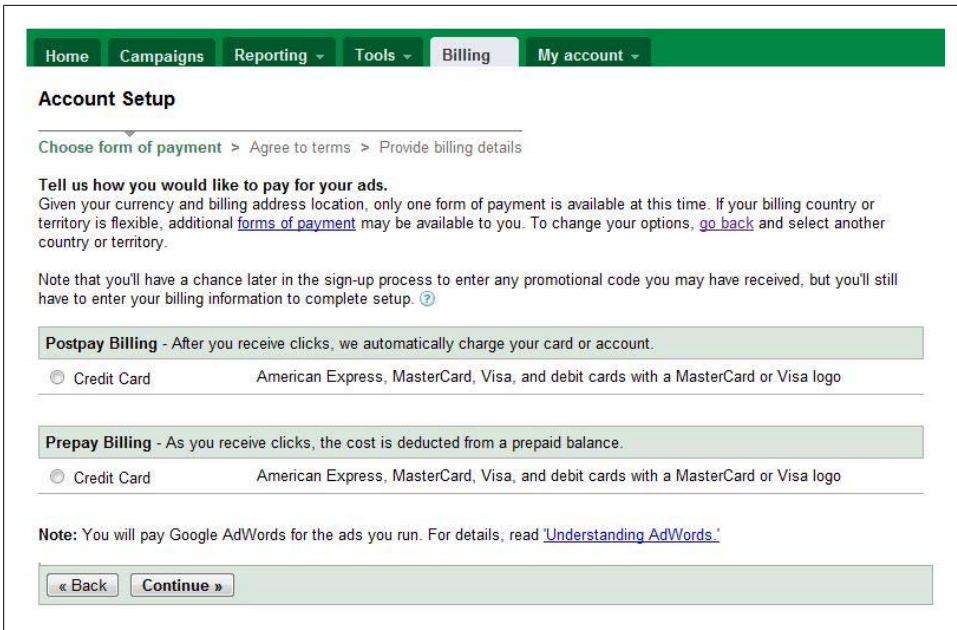 Home Campaigns Reporting Tools Billing My account
Account Setup
Choose form of payment > Agree to terms > Provide billing details
Tell us how you would like to pay for your ads.
Given your currency and billing address location, only one form of payment is available at this time. If your billing country or
territory is flexible, additional forms of payment may be available to you. To change your options, go back and select another
country or territory.
Note that you'll have a chance later in the sign-up process to enter any promotional code you may have received, but you'll still
have to enter your billing information to complete setup. ?
Postpay Billing - After you receive clicks, we automatically charge your card or account.
Credit Card American Express, MasterCard, Visa, and debit cards with a MasterCard or Visa logo
Prepay Billing - As you receive clicks, the cost is deducted from a prepaid balance.
Credit Card American Express, MasterCard, Visa, and debit cards with a MasterCard or Visa logo
Note: You will pay Google AdWords for the ads you run. For details, read 'Understanding AdWords.'
« Back Continue »